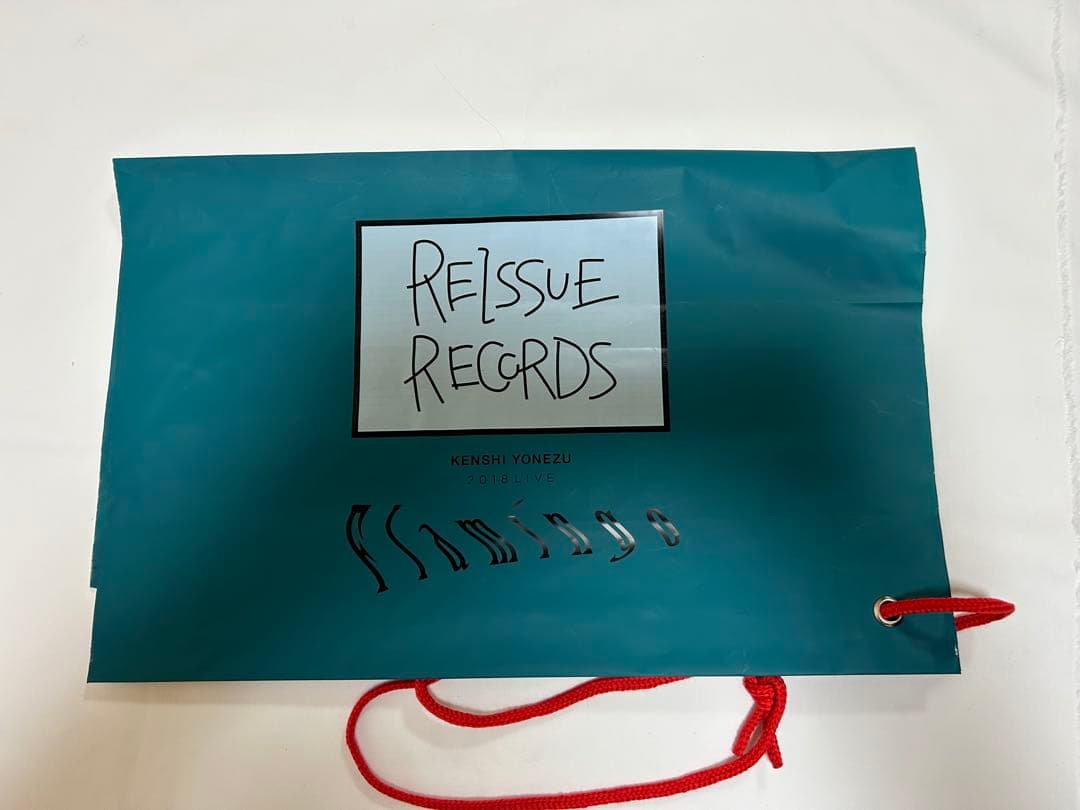 REISSUE
RECORDS
KENSHI YONEZU
2018 LIVE
Flamingo